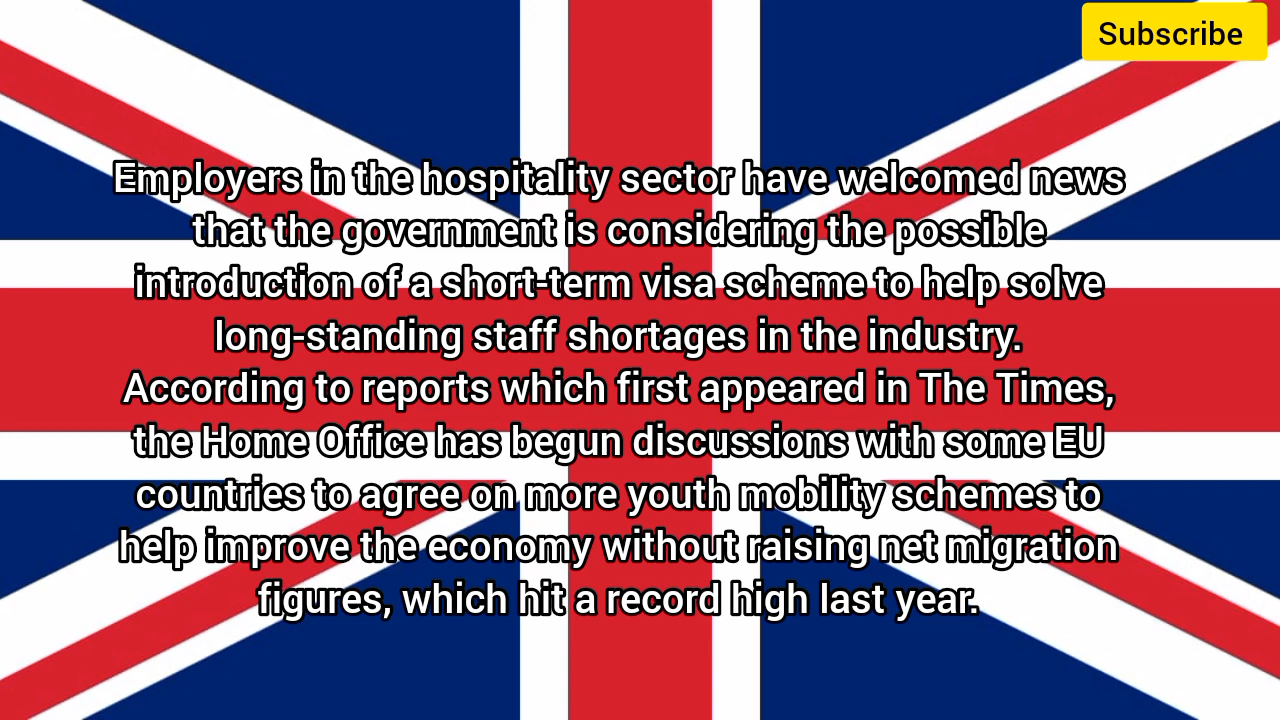 Subscribe
Employers in the hospitality sector have welcomed news
that the government is considering the possible
introduction of a short-term visa scheme to help solve
long-standing staff shortages in the industry.
According to reports which first appeared in The Times,
the Home Office has begun discussions with some EU
countries to agree on more youth mobility schemes to
help improve the economy without raising net migration
figures, which hit a record high last year.